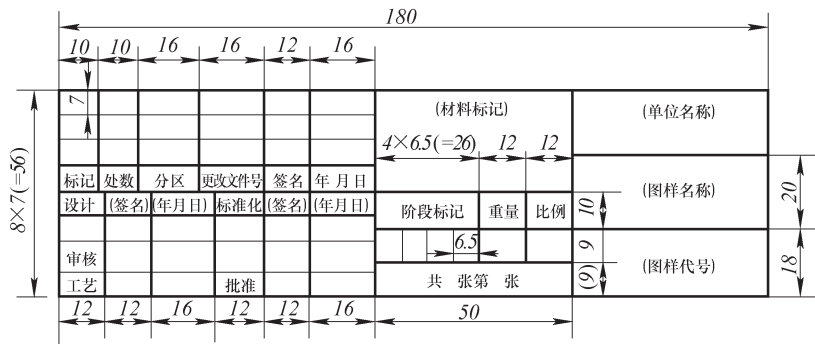 180
10 10 16 16 12 16
7
(材料标记)
(单位名称)
4×6.5(=26) 12 12
8×7(=56)
标记 处数 分区 更改文件号 签名 年 月 日
(图样名称)
20
设计 (签名) (年月日) 标准化 (签名) (年月日)
阶段标记 重量 比例
10
6.5
9
审核
(图样代号)
18
工艺 批准
共 张 第 张
(9)
12 12 16 12 12 16 50